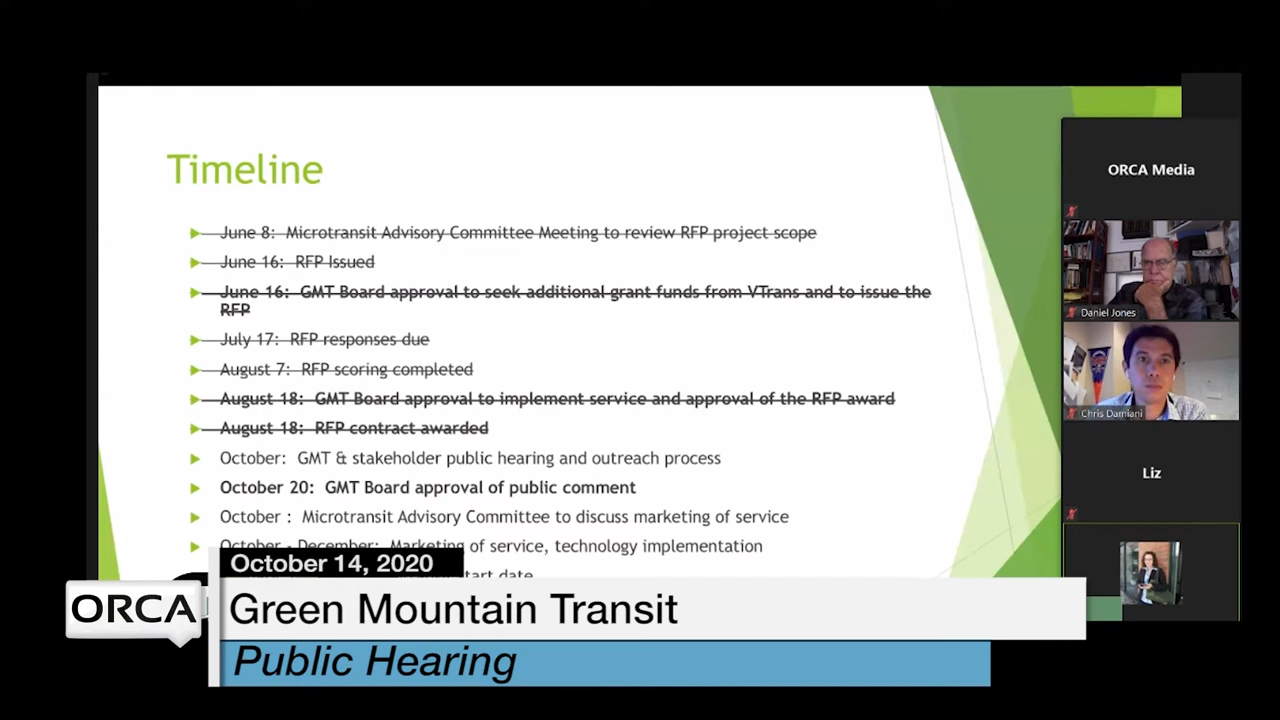 Timeline
June 8: Microtransit Advisory Committee Meeting to review RFP project scope
June 16: RFP Issued
June 16: GMT Board approval to seek additional grant funds from VTrans and to issue the
RFP
July 17: RFP responses due
August 7: RFP scoring completed
August 18: GMT Board approval to implement service and approval of the RFP award
August 18: RFP contract awarded
October: GMT & stakeholder public hearing and outreach process
October 20: GMT Board approval of public comment
October : Microtransit Advisory Committee to discuss marketing of service
October - December: Marketing of service, technology implementation
start date
ORCA Media
Daniel Jones
Chris Damiani
Liz
October 14, 2020
ORCA
Green Mountain Transit
Public Hearing